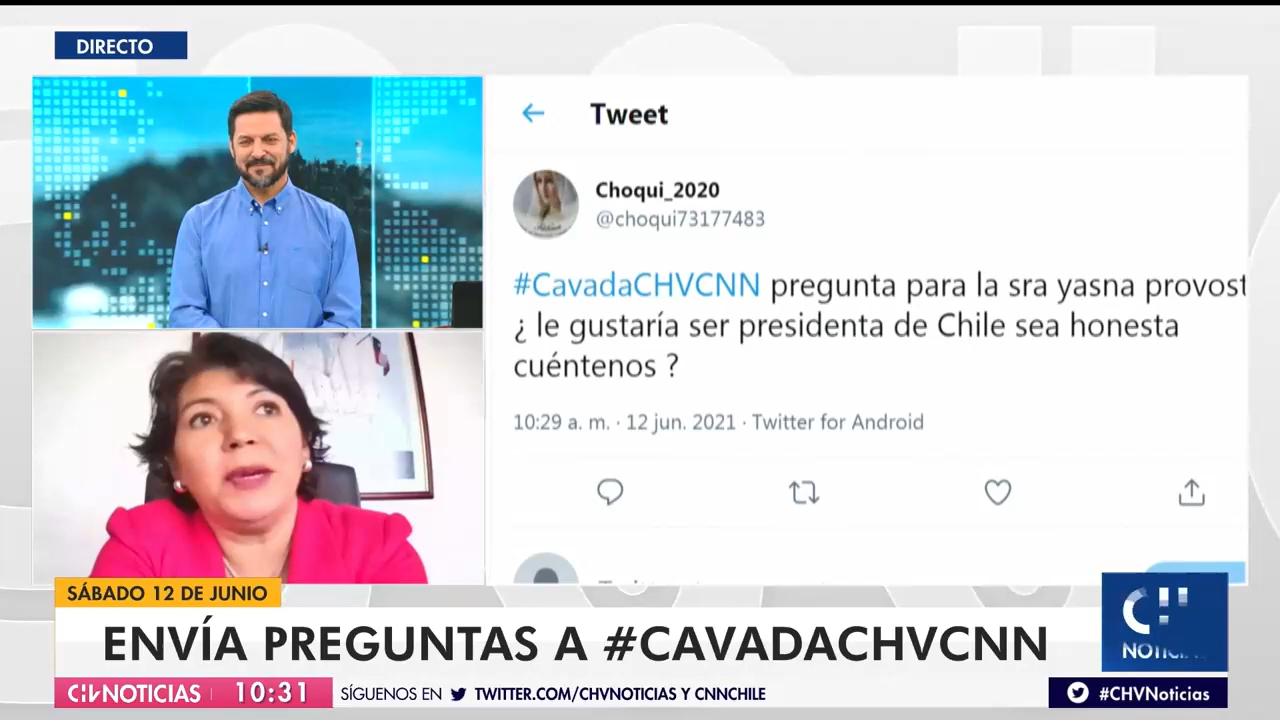 DIRECTO
Tweet
Choqui_2020
@choqui73177483
#CavadaCHVCNN pregunta para la sra yasna provost
¿ le gustaría ser presidenta de Chile sea honesta
cuéntenos ?
10:29 a. m. · 12 jun. 2021 · Twitter for Android
SÁBADO 12 DE JUNIO
ENVÍA PREGUNTAS A #CAVADACHVCNN
CHV NOTICIAS 10:31 SÍGUENOS EN TWITTER.COM/CHVNOTICIAS Y CNNCHILE
#CHVNoticias